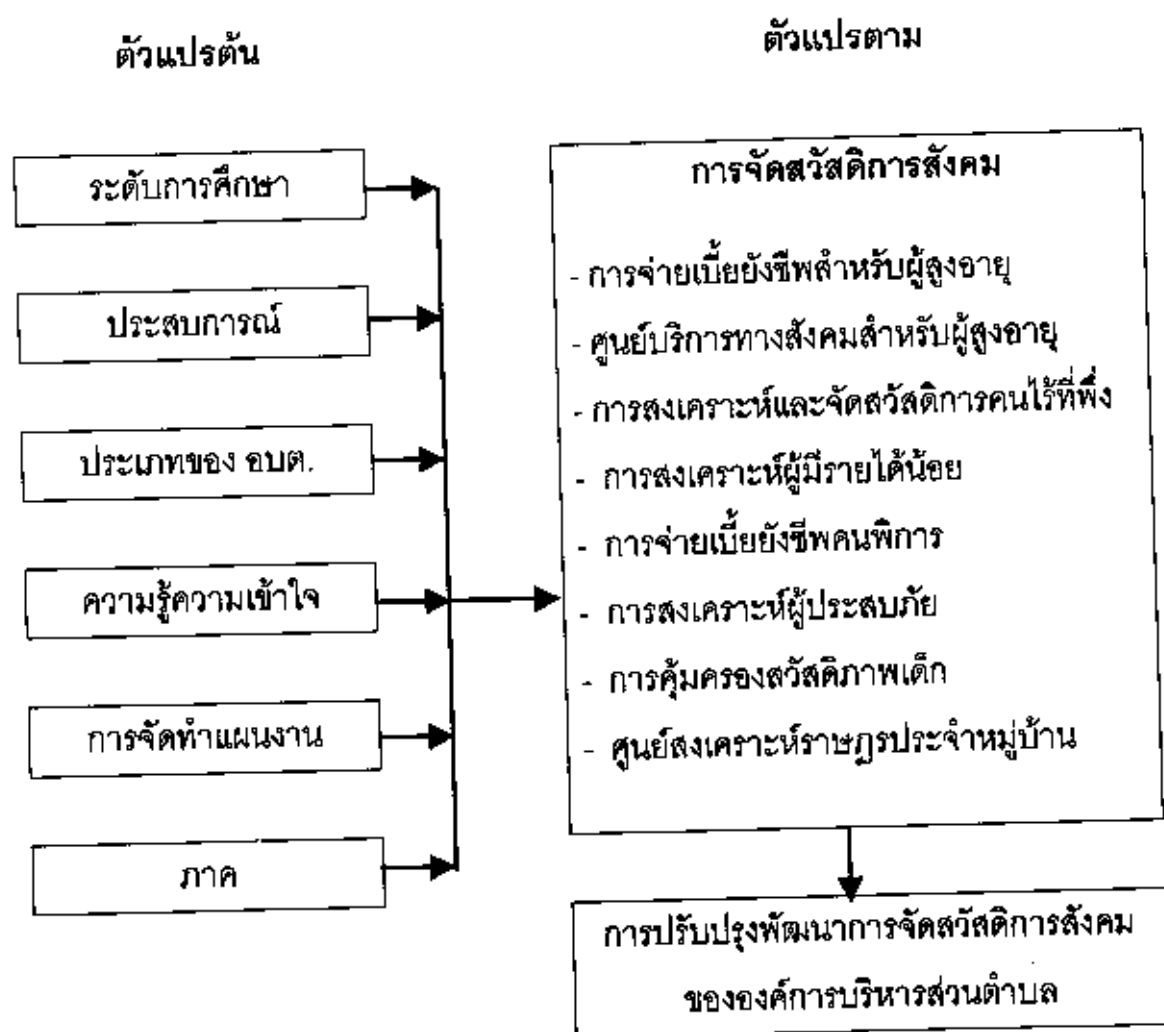 ตัวแปรต้น
ตัวแปรตาม
ระดับการศึกษา
ประสบการณ์
ประเภทของ อบต.
ความรู้ความเข้าใจ
การจัดทำแผนงาน
ภาค
การจัดสวัสดิการสังคม
- การจ่ายเบี้ยยังชีพสำหรับผู้สูงอายุ
- ศูนย์บริการทางสังคมสำหรับผู้สูงอายุ
- การสงเคราะห์และจัดสวัสดิการคนไร้ที่พึ่ง
- การสงเคราะห์ผู้มีรายได้น้อย
- การจ่ายเบี้ยยังชีพคนพิการ
- การสงเคราะห์ผู้ประสบภัย
- การคุ้มครองสวัสดิภาพเด็ก
- ศูนย์สงเคราะห์ราษฎรประจำหมู่บ้าน
การปรับปรุงพัฒนาการจัดสวัสดิการสังคม
ขององค์การบริหารส่วนตำบล